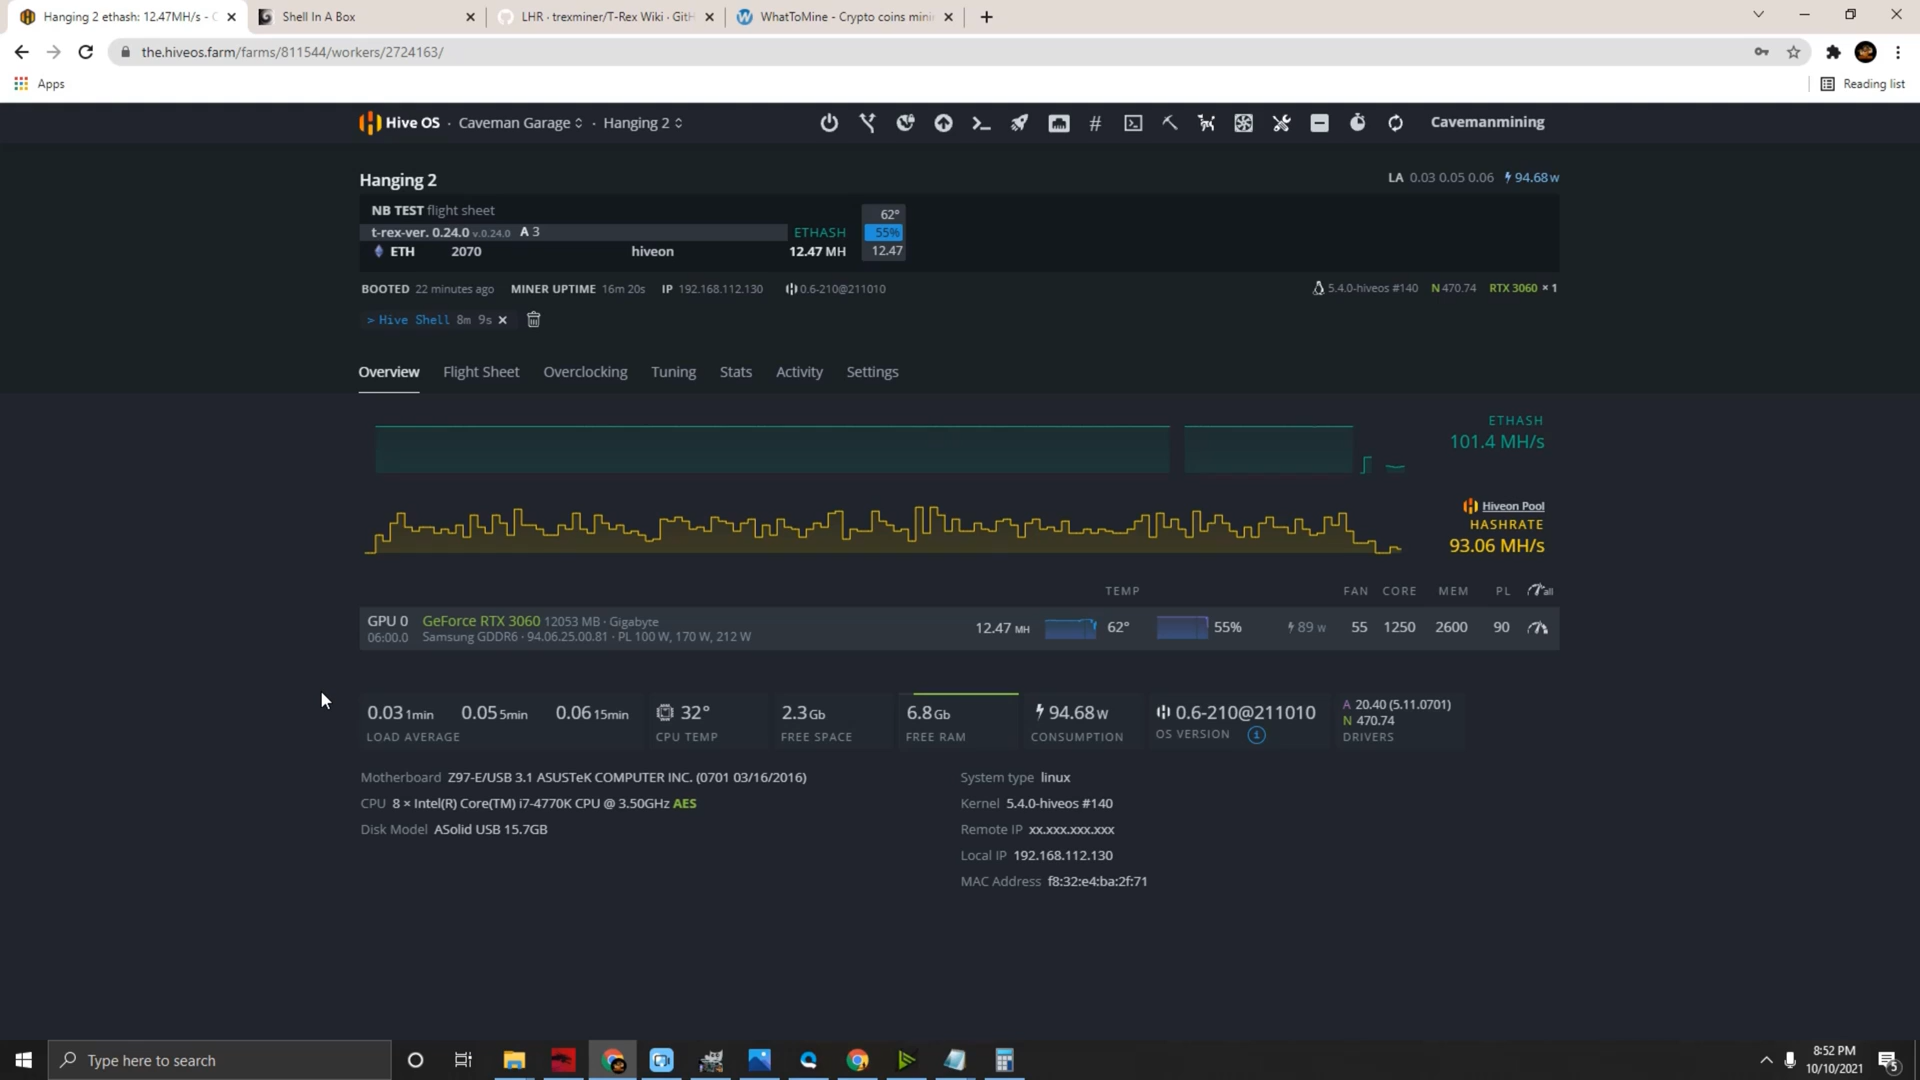 Hanging 2 ethash: 12.47MH/s - C
Shell In A Box
LHR · trexminer/T-Rex Wiki · GitH
WhatToMine - Crypto coins mini
the.hiveos.farm/farms/811544/workers/2724163/
Apps
Reading list
Hive OS · Caveman Garage · Hanging 2
Cavemanmining
Hanging 2
LA 0.03 0.05 0.06 94.68 w
NB TEST flight sheet
62°
t-rex-ver. 0.24.0 v.0.24.0 A 3 ETHASH 55%
ETH 2070 hiveon 12.47 MH 12.47
BOOTED 22 minutes ago MINER UPTIME 16m 20s IP 192.168.112.130 0.6-210@211010
5.4.0-hiveos #140 N 470.74 RTX 3060 × 1
> Hive Shell 8m 9s ×
Overview Flight Sheet Overclocking Tuning Stats Activity Settings
ETHASH
101.4 MH/s
Hiveon Pool
HASHRATE
93.06 MH/s
TEMP FAN CORE MEM PL all
GPU 0 GeForce RTX 3060 12053 MB · Gigabyte
06:00.0 Samsung GDDR6 · 94.06.25.00.81 · PL 100 W, 170 W, 212 W
12.47 MH 62° 55% 89 w 55 1250 2600 90
0.03 1min 0.05 5min 0.06 15min
LOAD AVERAGE
32°
CPU TEMP
2.3 Gb
FREE SPACE
6.8 Gb
FREE RAM
94.68 w
CONSUMPTION
0.6-210@211010
OS VERSION
A 20.40 (5.11.0701)
N 470.74
DRIVERS
Motherboard Z97-E/USB 3.1 ASUSTeK COMPUTER INC. (0701 03/16/2016)
CPU 8 × Intel(R) Core(TM) i7-4770K CPU @ 3.50GHz AES
Disk Model ASolid USB 15.7GB
System type linux
Kernel 5.4.0-hiveos #140
Remote IP xx.xxx.xxx.xxx
Local IP 192.168.112.130
MAC Address f8:32:e4:ba:2f:71
Type here to search
8:52 PM
10/10/2021
5